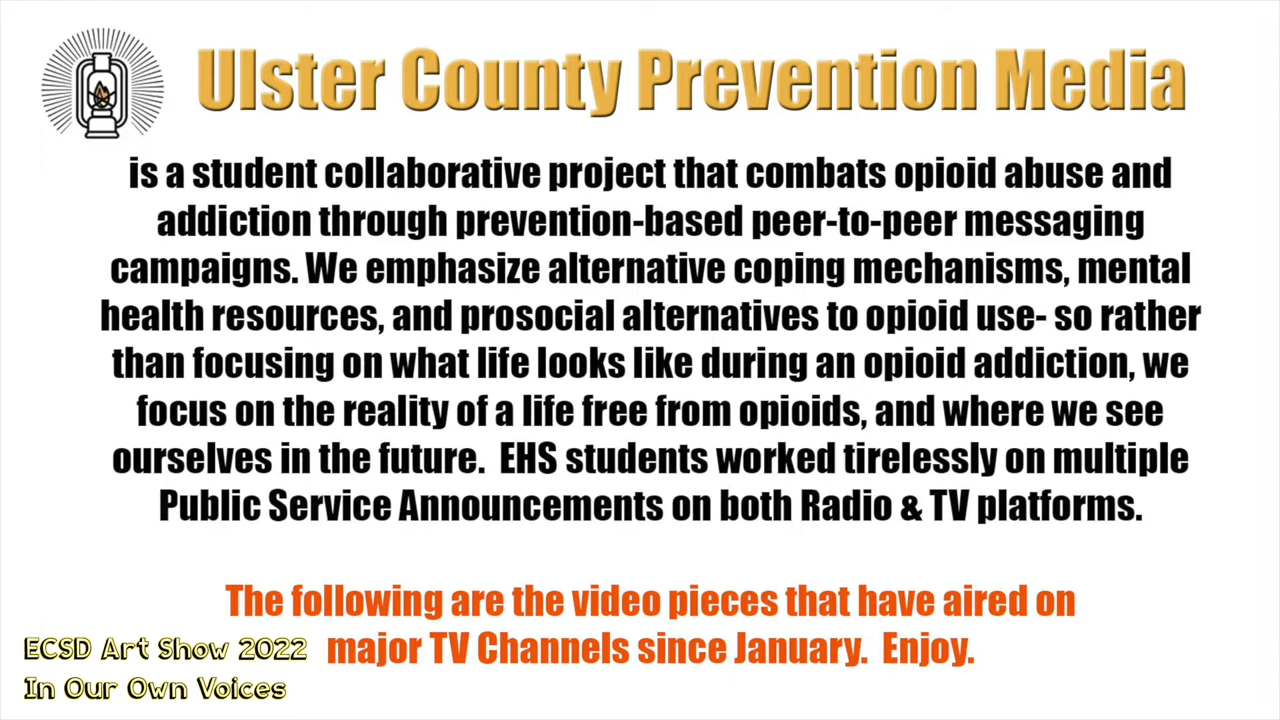 Ulster County Prevention Media
is a student collaborative project that combats opioid abuse and
addiction through prevention-based peer-to-peer messaging
campaigns. We emphasize alternative coping mechanisms, mental
health resources, and prosocial alternatives to opioid use- so rather
than focusing on what life looks like during an opioid addiction, we
focus on the reality of a life free from opioids, and where we see
ourselves in the future.  EHS students worked tirelessly on multiple
Public Service Announcements on both Radio & TV platforms.
The following are the video pieces that have aired on
major TV Channels since January.  Enjoy.
ECSD Art Show 2022
In Our Own Voices